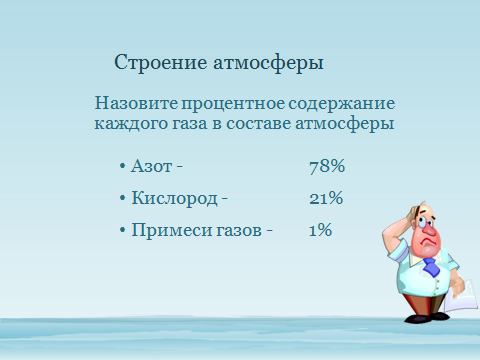 Строение атмосферы
Назовите процентное содержание
каждого газа в составе атмосферы
• Азот - 78%
• Кислород - 21%
• Примеси газов - 1%